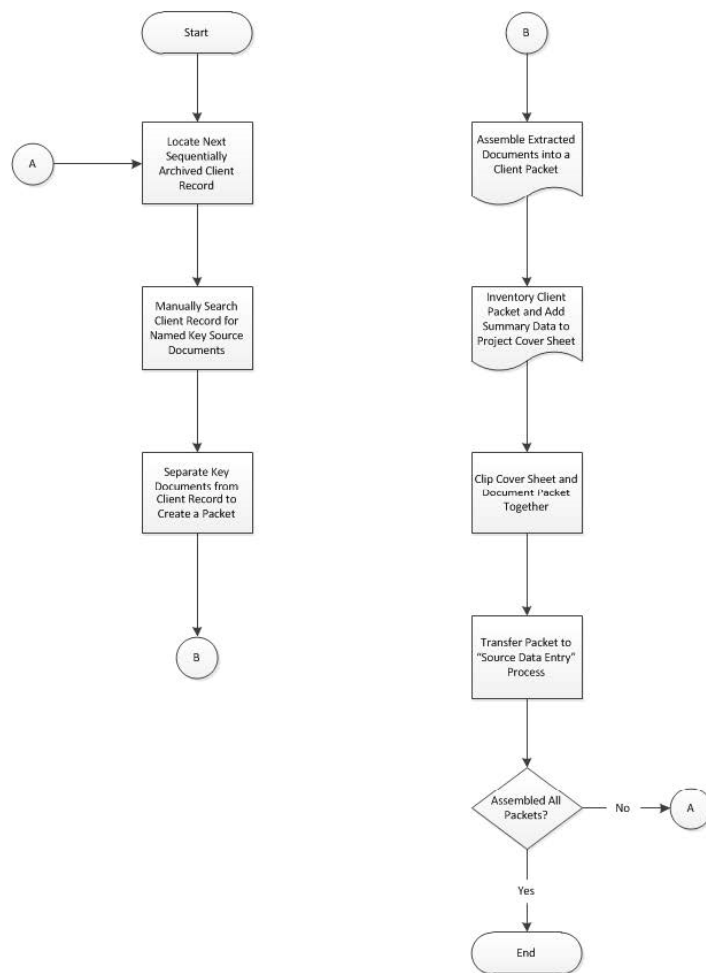 Start
A
Locate Next
Sequentially
Archived Client
Record
Manually Search
Client Record for
Named Key Source
Documents
Separate Key
Documents from
Client Record to
Create a Packet
B
B
Assemble Extracted
Documents into a
Client Packet
Inventory Client
Packet and Add
Summary Data to
Project Cover Sheet
Clip Cover Sheet and
Document Packet
Together
Transfer Packet to
“Source Data Entry”
Process
Assembled All
Packets?
No
A
Yes
End